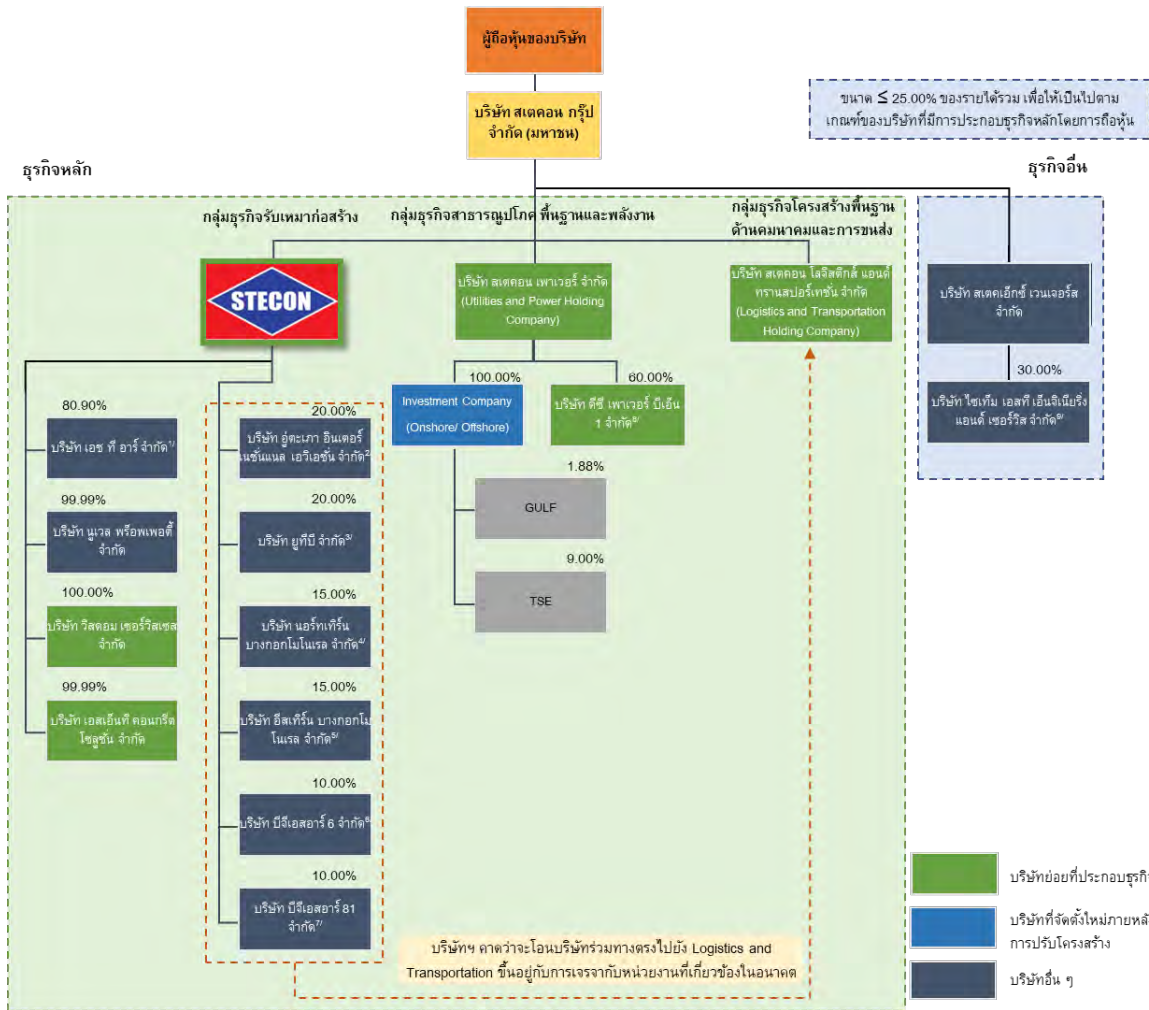 ผู้ถือหุ้นของบริษัท
บริษัท สเตคอน กรุ๊ป
จำกัด (มหาชน)
ขนาด ≤ 25.00% ของรายได้รวม เพื่อให้เป็นไปตาม
เกณฑ์ของบริษัทที่มีการประกอบธุรกิจหลักโดยการถือหุ้น
ธุรกิจหลัก
ธุรกิจอื่น
กลุ่มธุรกิจรับเหมาก่อสร้าง
กลุ่มธุรกิจสาธารณูปโภค พื้นฐานและพลังงาน
กลุ่มธุรกิจโครงสร้างพื้นฐาน
ด้านคมนาคมและการขนส่ง
STECON
บริษัท สเตคอน เพาเวอร์ จำกัด
(Utilities and Power Holding
Company)
บริษัท สเตคอน โลจิสติกส์ แอนด์
ทรานสปอร์เทชั่น จำกัด
(Logistics and Transportation
Holding Company)
บริษัท สเตคเอ็กซ์ เวนเจอร์ส
จำกัด
30.00%
บริษัท ไซเท็ม เอสที เอ็นจิเนียริ่ง
แอนด์ เซอร์วิส จำกัด
100.00%
Investment Company
(Onshore/ Offshore)
60.00%
บริษัท ดีซี เพาเวอร์ บีเอ็น
1 จำกัด
1.88%
GULF
9.00%
TSE
80.90%
บริษัท เอช ที อาร์ จำกัด1/
99.99%
บริษัท นูเวล พร็อพเพอตี้
จำกัด
100.00%
บริษัท วิสดอม เซอร์วิสเซส
จำกัด
99.99%
บริษัท เอสเอ็นที คอนกรีต
โซลูชั่น จำกัด
20.00%
บริษัท อู่ตะเภา อินเตอร์
เนชั่นแนล เอวิเอชั่น จำกัด2
20.00%
บริษัท ยูทีบี จำกัด3/
15.00%
บริษัท นอร์ทเทิร์น
บางกอกโมโนเรล จำกัด4/
15.00%
บริษัท อีสเทิร์น บางกอกโม
โนเรล จำกัด5/
10.00%
บริษัท บีจีเอสอาร์ 6 จำกัด
10.00%
บริษัท บีจีเอสอาร์ 81
จำกัด7/
บริษัทฯ คาดว่าจะโอนบริษัทร่วมทางตรงไปยัง Logistics and
Transportation ขึ้นอยู่กับการเจรจากับหน่วยงานที่เกี่ยวข้องในอนาคต
บริษัทย่อยที่ประกอบธุรกิจ
บริษัทที่จัดตั้งใหม่ภายหลั
การปรับโครงสร้าง
บริษัทอื่น ๆ